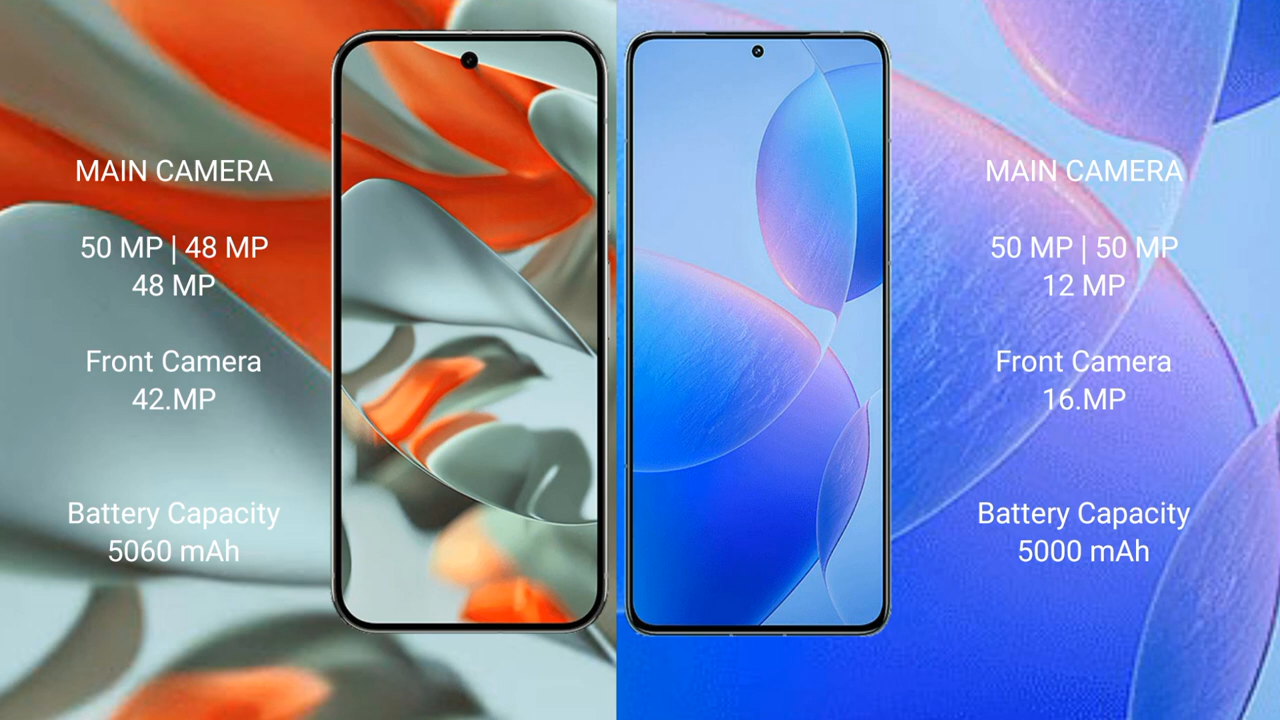 MAIN CAMERA
50 MP | 48 MP
48 MP
Front Camera
42.MP
Battery Capacity
5060 mAh
MAIN CAMERA
50 MP | 50 MP
12 MP
Front Camera
16.MP
Battery Capacity
5000 mAh